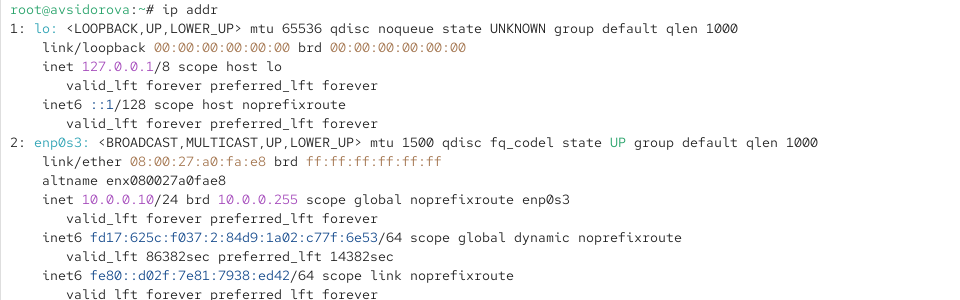 root@avsidorova:~# ip addr
1: lo: <LOOPBACK,UP,LOWER_UP> mtu 65536 qdisc noqueue state UNKNOWN group default qlen 1000
link/loopback 00:00:00:00:00:00 brd 00:00:00:00:00:00
inet 127.0.0.1/8 scope host lo
valid_lft forever preferred_lft forever
inet6 ::1/128 scope host noprefixroute
valid_lft forever preferred_lft forever
2: enp0s3: <BROADCAST,MULTICAST,UP,LOWER_UP> mtu 1500 qdisc fq_codel state UP group default qlen 1000
link/ether 08:00:27:a0:fa:e8 brd ff:ff:ff:ff:ff:ff
altname enx080027a0fae8
inet 10.0.0.10/24 brd 10.0.0.255 scope global noprefixroute enp0s3
valid_lft forever preferred_lft forever
inet6 fd17:625c:f037:2:84d9:1a02:c77f:6e53/64 scope global dynamic noprefixroute
valid_lft 86382sec preferred_lft 14382sec
inet6 fe80::d02f:7e81:7938:ed42/64 scope link noprefixroute
valid_lft forever preferred_lft forever